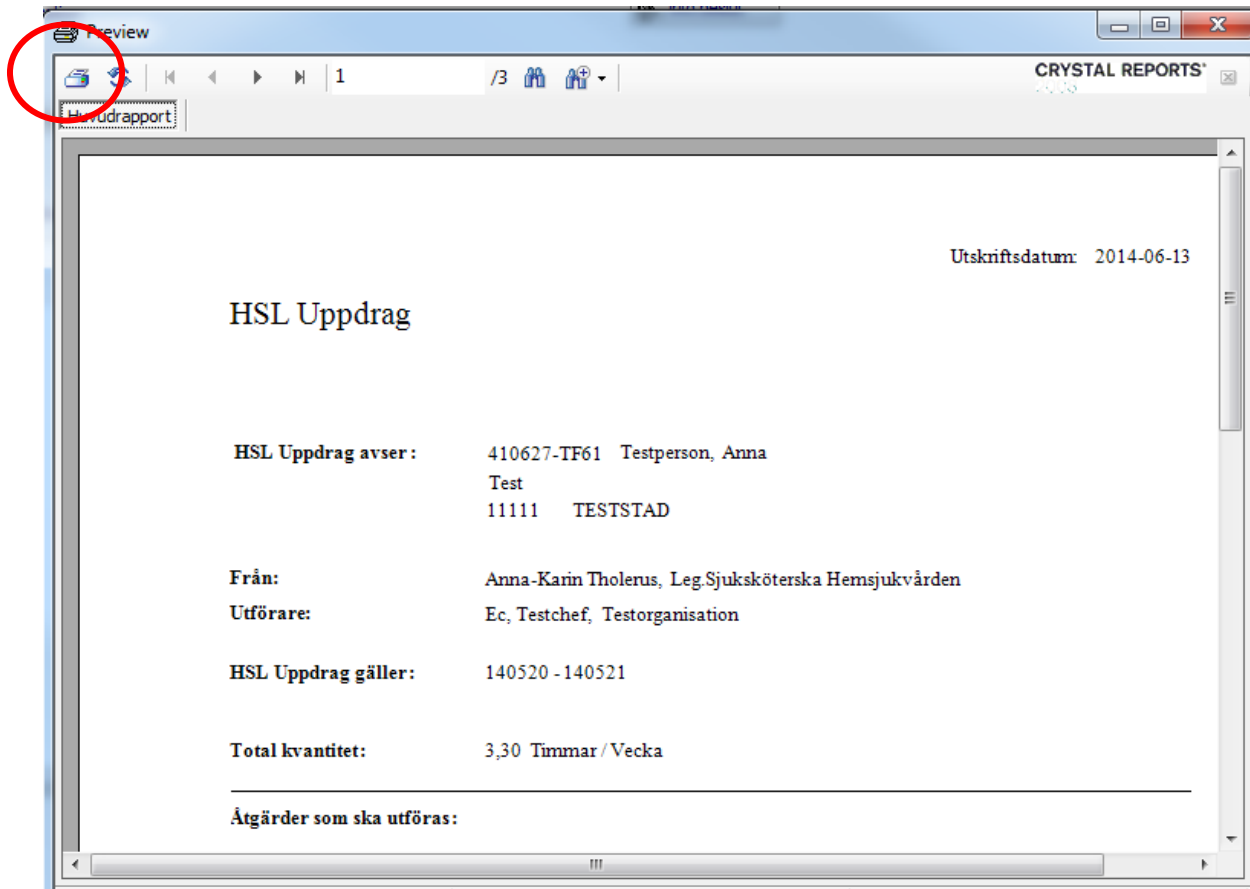 Preview
1 /3 CRYSTAL REPORTS®
Huvudrapport
Utskriftsdatum: 2014-06-13
HSL Uppdrag
HSL Uppdrag avser: 410627-TF61 Testperson, Anna
Test
11111 TESTSTAD
Från: Anna-Karin Tholerus, Leg.Sjuksköterska Hemsjukvården
Utförare: Ec, Testchef, Testorganisation
HSL Uppdrag gäller: 140520 - 140521
Total kvantitet: 3,30 Timmar / Vecka
Åtgärder som ska utföras: